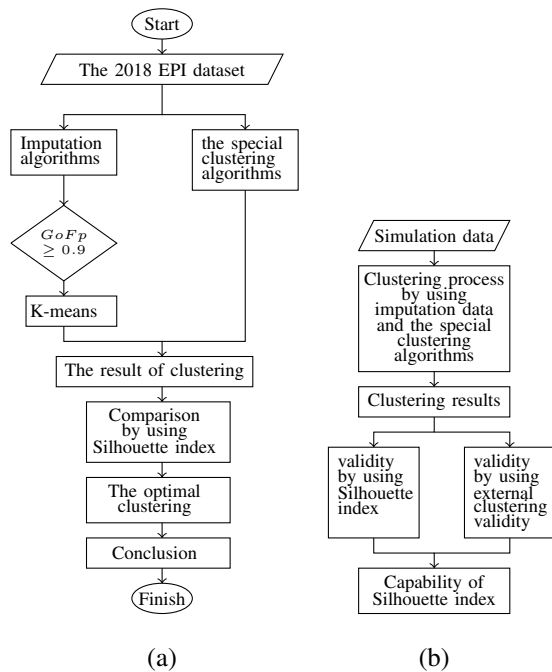 Start
The 2018 EPI dataset
Imputation
algorithms
the special
clustering
algorithms
GoFp
≥ 0.9
K-means
The result of clustering
Comparison
by using
Silhouette index
The optimal
clustering
Conclusion
Finish
(a)
Simulation data
Clustering process
by using
imputation data
and the special
clustering
algorithms
Clustering results
validity
by using
Silhouette
index
validity
by using
external
clustering
validity
Capability of
Silhouette index
(b)